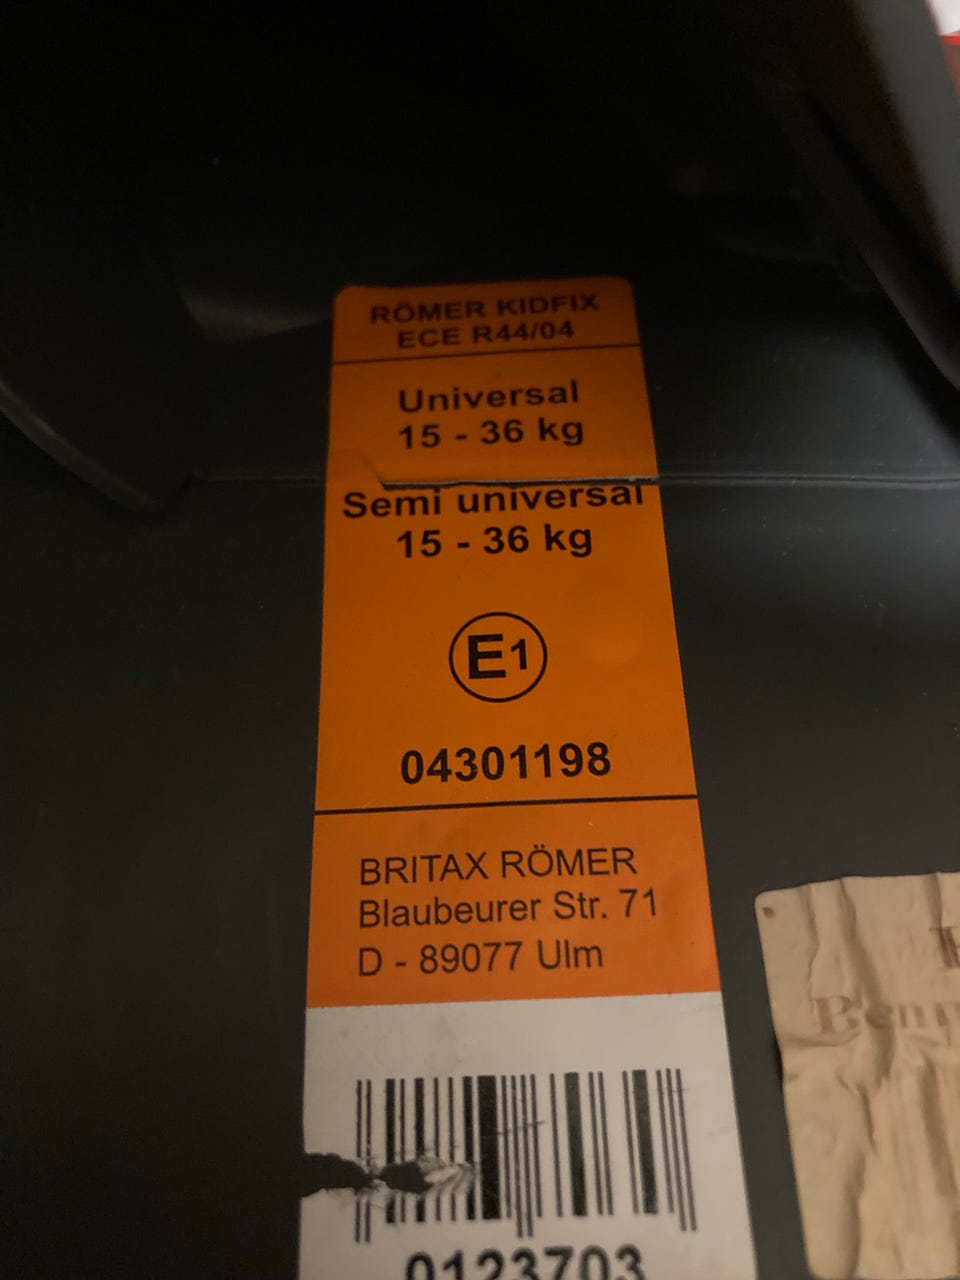 RÖMER KIDFIX
ECE R44/04
Universal
15 - 36 kg
Semi universal
15 - 36 kg
E1
04301198
BRITAX RÖMER
Blaubeurer Str. 71
D - 89077 Ulm
0123703